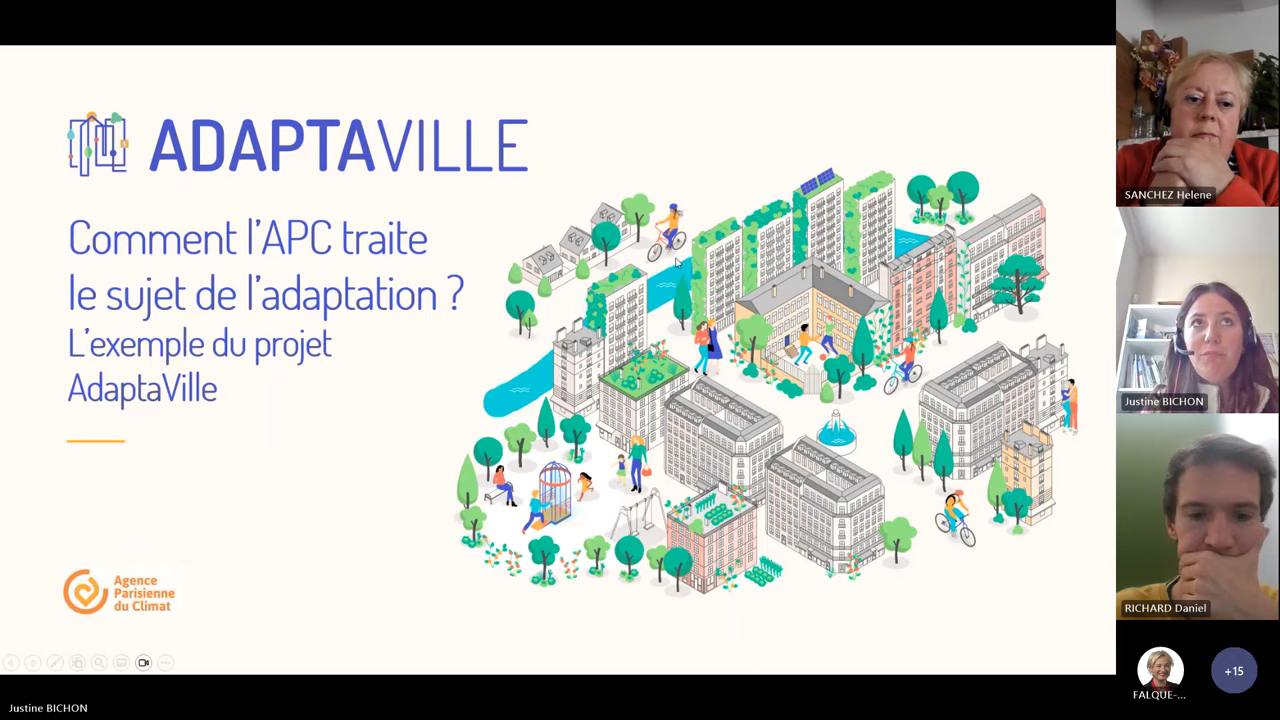 ADAPTAVILLE
Comment l'APC traite
le sujet de l'adaptation ?
L'exemple du projet
AdaptaVille
Agence
Parisienne
du Climat
Justine BICHON
SANCHEZ Helene
Justine BICHON
RICHARD Daniel
FALQUE-...
+15